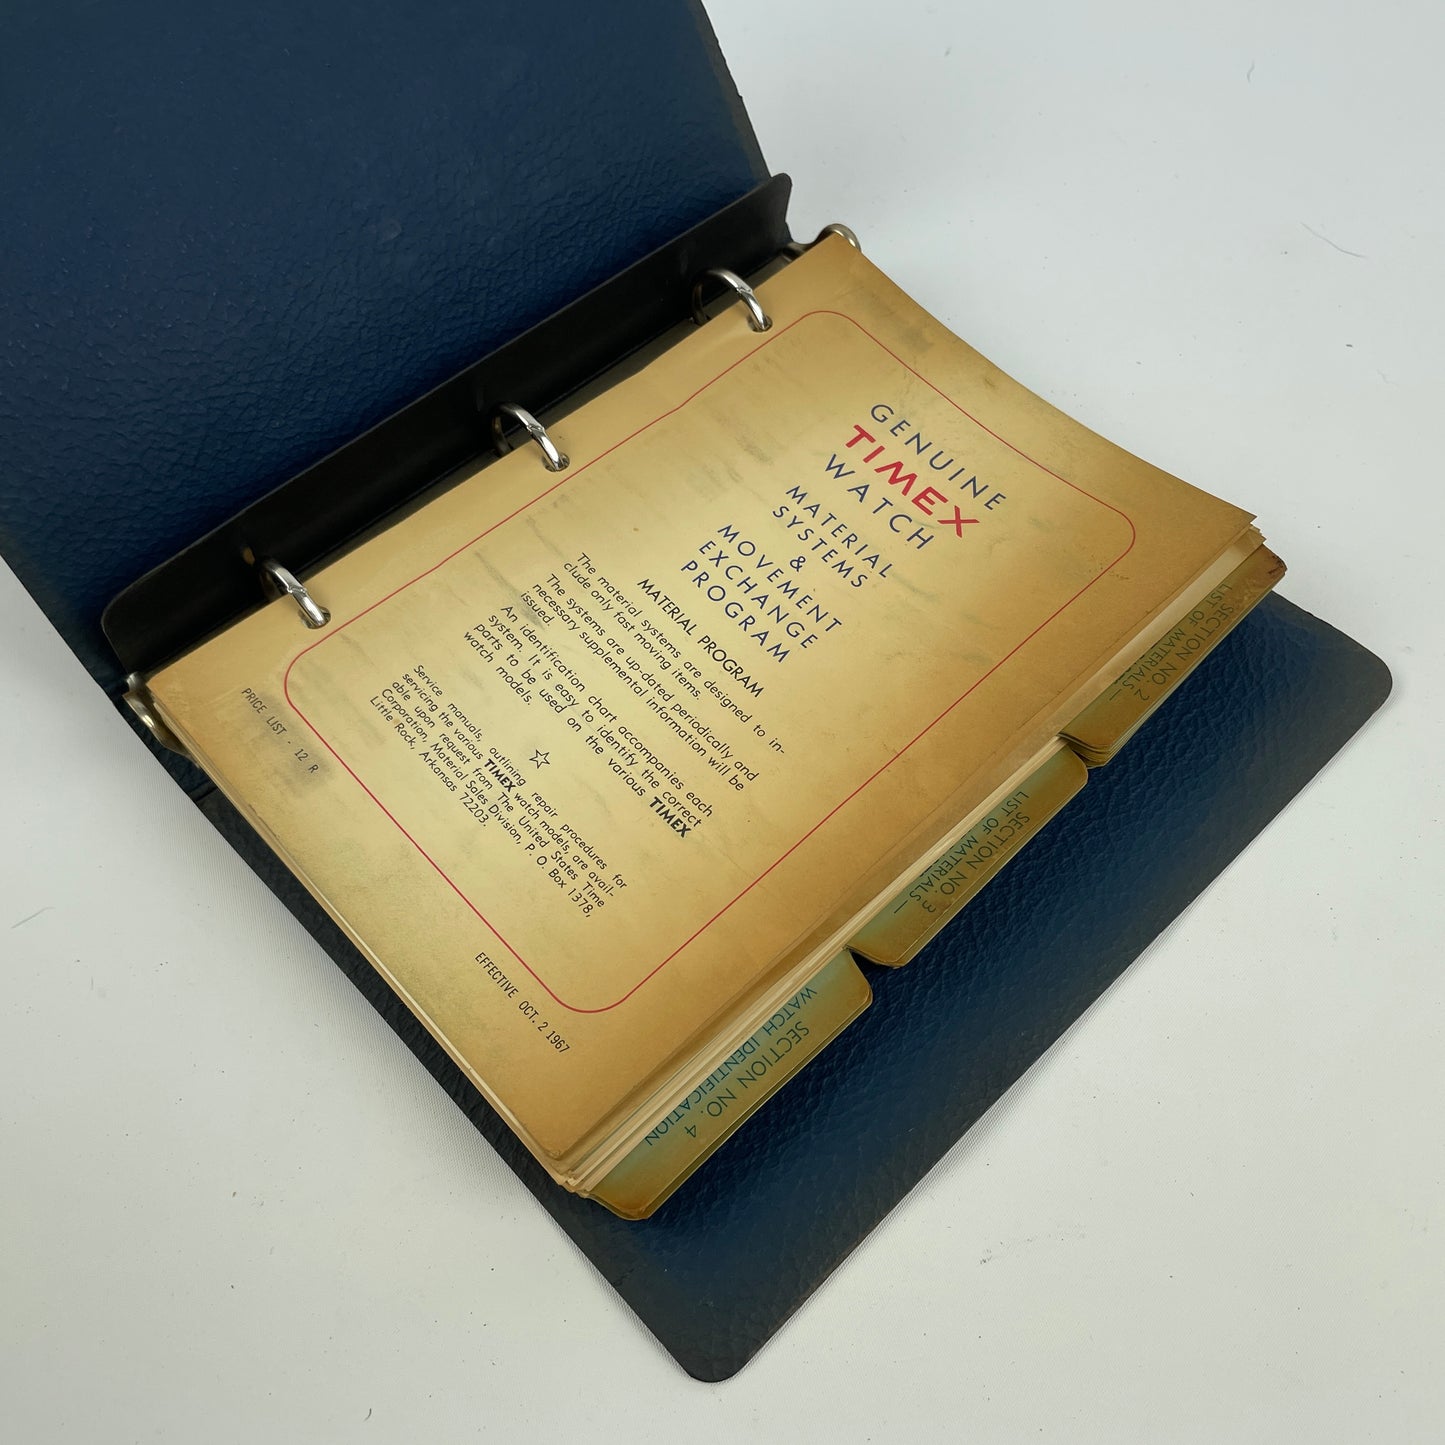 GENUINE
TIMEX
WATCH
MATERIAL
SYSTEMS
&
MOVEMENT
EXCHANGE
PROGRAM
MATERIAL PROGRAM
The material systems are designed to in-
clude only fast moving items.
The systems are up-dated periodically and
necessary supplemental information will be
issued.
An identification chart accompanies each
system. It is easy to identify the correct
parts to be used on the various TIMEX
watch models.
Service manuals, outlining repair procedures for
servicing the various TIMEX watch models, are avail-
able upon request from The United States Time
Corporation, Material Sales Division, P. O. Box 1378,
Little Rock, Arkansas 72203.
PRICE LIST - 12 R
EFFECTIVE OCT. 2 1967
SECTION NO. 2
LIST OF MATERIALS—
SECTION NO. 3
LIST OF MATERIALS—
SECTION NO. 4
WATCH IDENTIFICATION